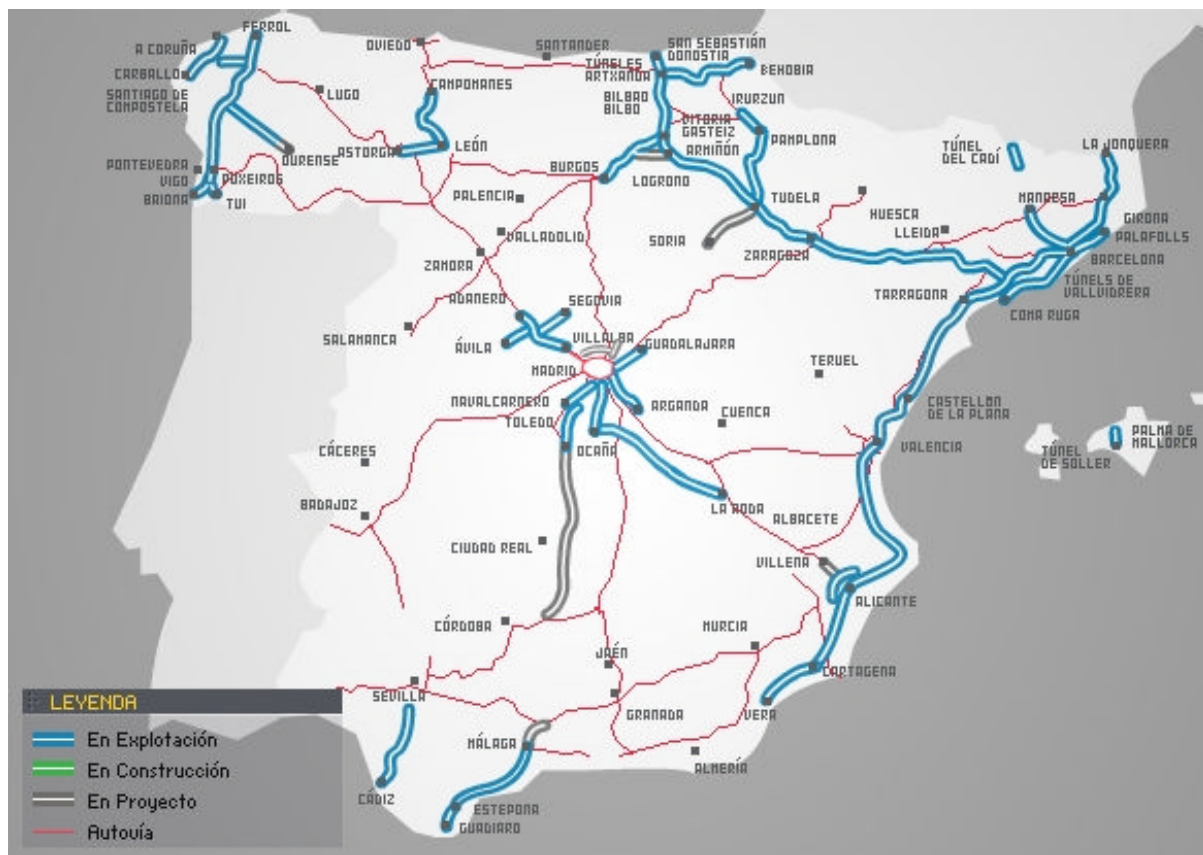 FERROL
A CORUÑA
OVIEDO
SANTANDER
SAN SEBASTIÁN
DONOSTIA
CARBALLO
TÚNELES
ARTXANDA
BEHOBIA
SANTIAGO DE
COMPOSTELA
LUGO
CAMPOMANES
BILBAO
BILBO
IRURZUN
VITORIA
GASTEIZ
PAMPLONA
OURENSE
ASTORGA
LEÓN
ARMIÑÓN
TÚNEL
DEL CADÍ
LA JONQUERA
PONTEVEDRA
VIGO
PUXEIROS
BURGOS
LOGROÑO
BAIONA
TUI
PALENCIA
TUDELA
MANRESA
HUESCA
GIRONA
VALLADOLID
SORIA
LLEIDA
PALAFOLLS
ZAMORA
ZARAGOZA
BARCELONA
ADANERO
SEGOVIA
TARRAGONA
TÚNELS DE
VALLVIDRERA
COMA RUGA
SALAMANCA
ÁVILA
VILLALBA
GUADALAJARA
MADRID
TERUEL
NAVALCARNERO
ARGANDA
CUENCA
CASTELLÓN
DE LA PLANA
TOLEDO
OCAÑA
VALENCIA
PALMA DE
MALLORCA
CÁCERES
TÚNEL
DE SOLLER
BADAJOZ
LA RODA
ALBACETE
CIUDAD REAL
VILLENA
ALICANTE
CÓRDOBA
MURCIA
JAÉN
CARTAGENA
SEVILLA
GRANADA
VERA
LEYENDA
En Explotación
MÁLAGA
En Construcción
ALMERÍA
En Proyecto
CÁDIZ
ESTEPONA
Autovía
GUADIARO